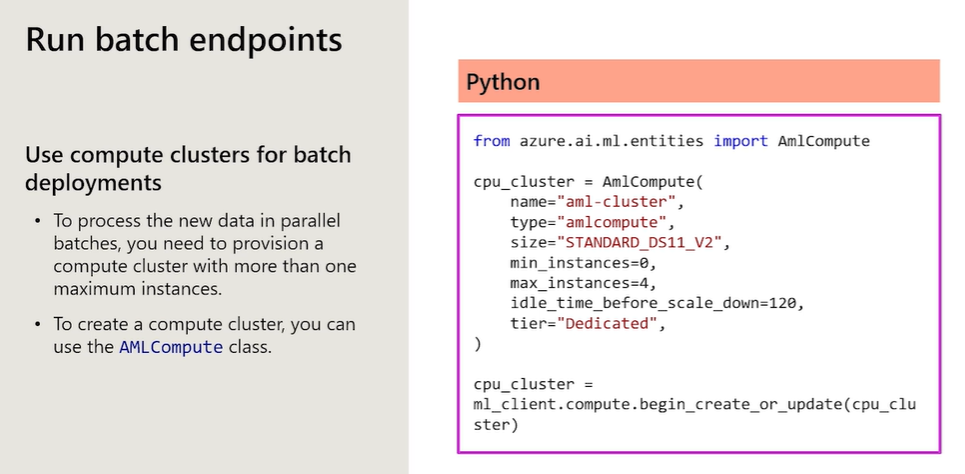 Run batch endpoints
Use compute clusters for batch
deployments
• To process the new data in parallel
batches, you need to provision a
compute cluster with more than one
maximum instances.
• To create a compute cluster, you can
use the AMLCompute class.
Python
from azure.ai.ml.entities import AmlCompute
cpu_cluster = AmlCompute(
    name="aml-cluster",
    type="amlcompute",
    size="STANDARD_DS11_V2",
    min_instances=0,
    max_instances=4,
    idle_time_before_scale_down=120,
    tier="Dedicated",
)
cpu_cluster =
ml_client.compute.begin_create_or_update(cpu_clu
ster)